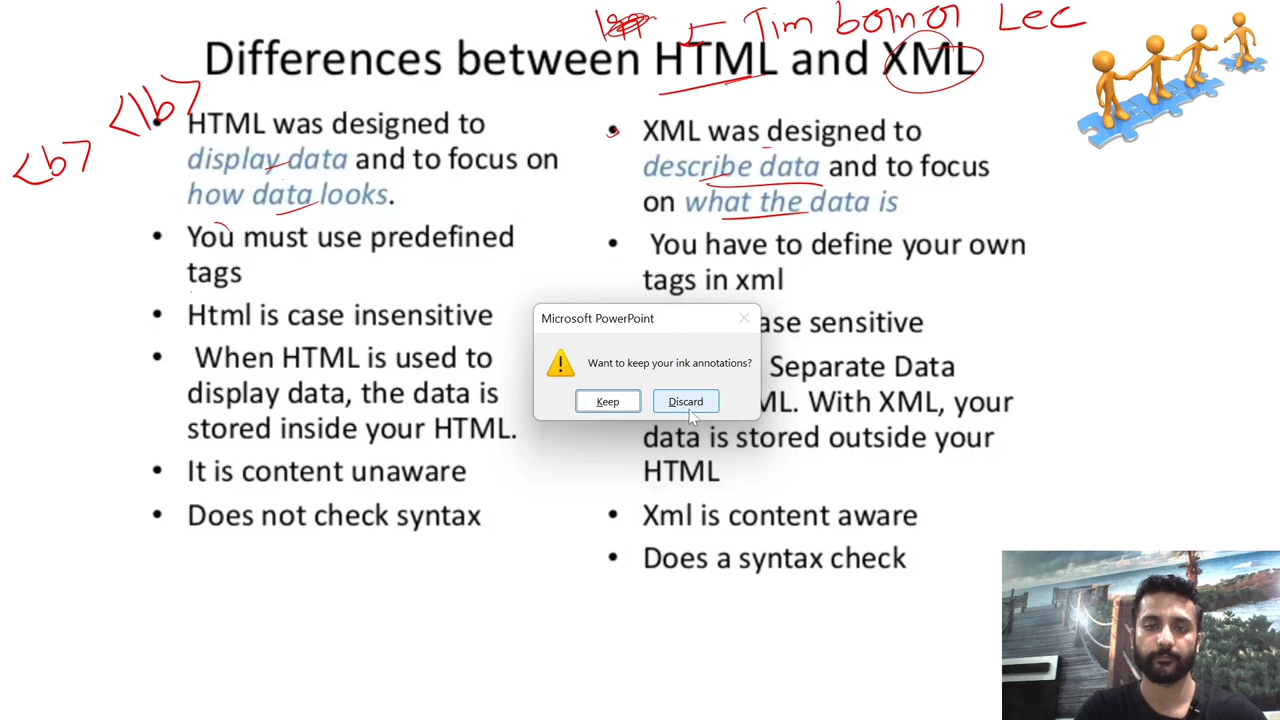 Tim bornor Lec
Differences between HTML and XML
<b>
<b>
• HTML was designed to
display data and to focus on
how data looks.
• You must use predefined
tags
• Html is case insensitive
• When HTML is used to
display data, the data is
stored inside your HTML.
• It is content unaware
• Does not check syntax
• XML was designed to
describe data and to focus
on what the data is
• You have to define your own
tags in xml
ase sensitive
Separate Data
ML. With XML, your
data is stored outside your
HTML
• Xml is content aware
• Does a syntax check
Microsoft PowerPoint
Want to keep your ink annotations?
Keep
Discard